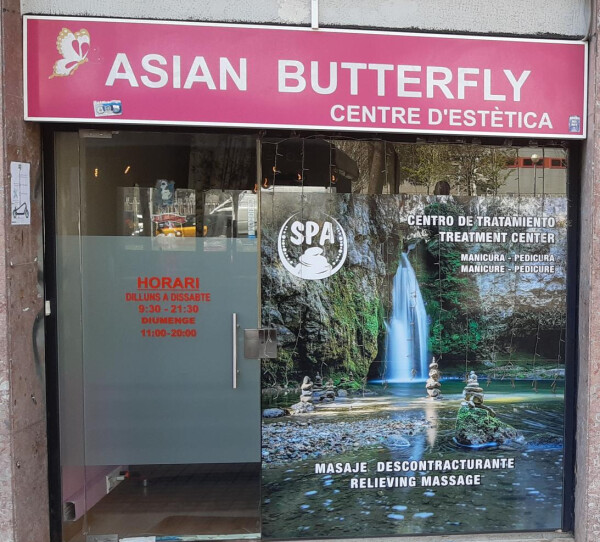 ASIAN BUTTERFLY
CENTRE D'ESTÈTICA
HORARI
DILLUNS A DISSABTE
9:30 - 21:30
DIUMENGE
11:00-20:00
SPA
CENTRO DE TRATAMIENTO
TREATMENT CENTER
MANICURA - PEDICURA
MANICURE - PEDICURE
MASAJE DESCONTRACTURANTE
RELIEVING MASSAGE